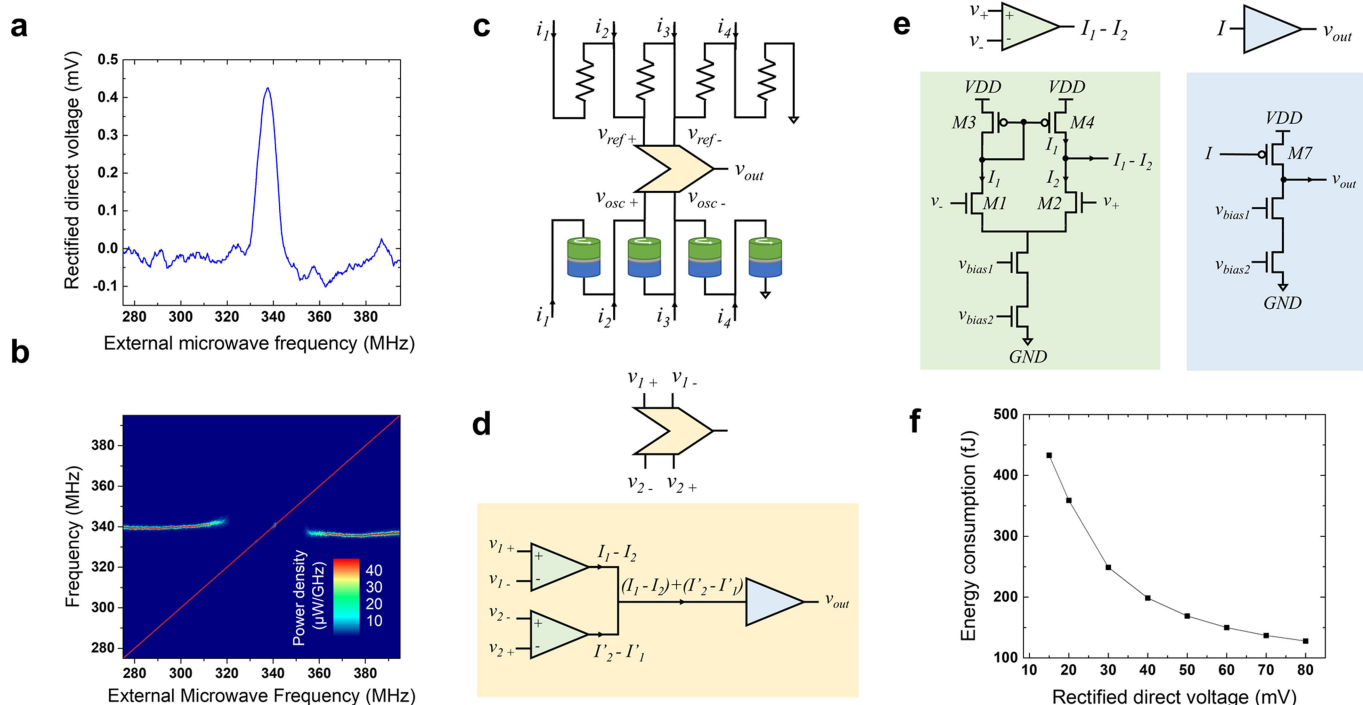 a
Rectified direct voltage (mV)
0.5
0.4
0.3
0.2
0.1
0.0
-0.1
280 300 320 340 360 380
External microwave frequency (MHz)
b
Frequency (MHz)
380
360
340
320
300
280
Power density
(µW/GHz)
40
30
20
10
280 300 320 340 360 380
External Microwave Frequency (MHz)
c
i1 i2 i3 i4
vref + vref -
vout
vosc + vosc -
i1 i2 i3 i4
d
v1 + v1 -
v2 - v2 +
v1 + + I1 - I2
v1 - -
(I1 - I2)+(I'2 - I'1)
vout
v2 - +
v2 + - I'2 - I'1
e
v+ + I1 - I2
v- -
I vout
VDD VDD
M3 M4
I1
I1 - I2
I1 I2
v- M1 M2 v+
vbias1
vbias2
GND
VDD
I M7
vout
vbias1
vbias2
GND
f
Energy consumption (fJ)
500
400
300
200
100
10 20 30 40 50 60 70 80
Rectified direct voltage (mV)